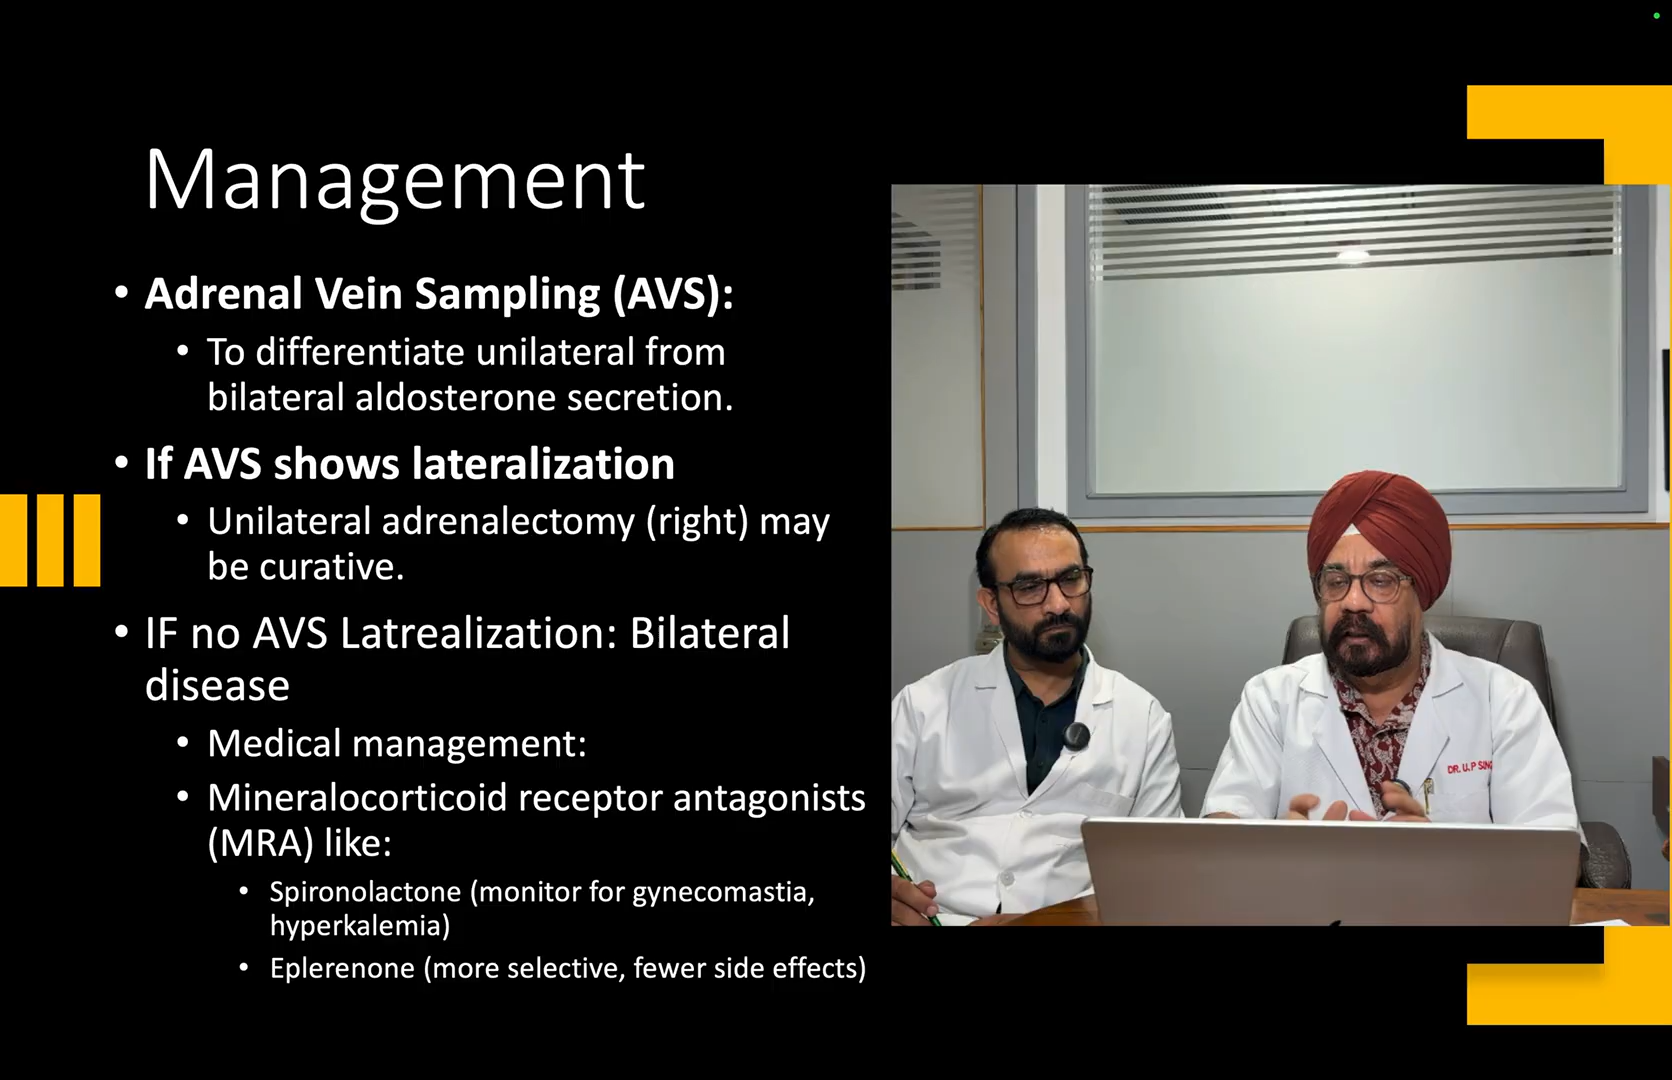 Management
• Adrenal Vein Sampling (AVS):
• To differentiate unilateral from
bilateral aldosterone secretion.
• If AVS shows lateralization
• Unilateral adrenalectomy (right) may
be curative.
• IF no AVS Latrealization: Bilateral
disease
• Medical management:
• Mineralocorticoid receptor antagonists
(MRA) like:
• Spironolactone (monitor for gynecomastia,
hyperkalemia)
• Eplerenone (more selective, fewer side effects)
DR. U.P